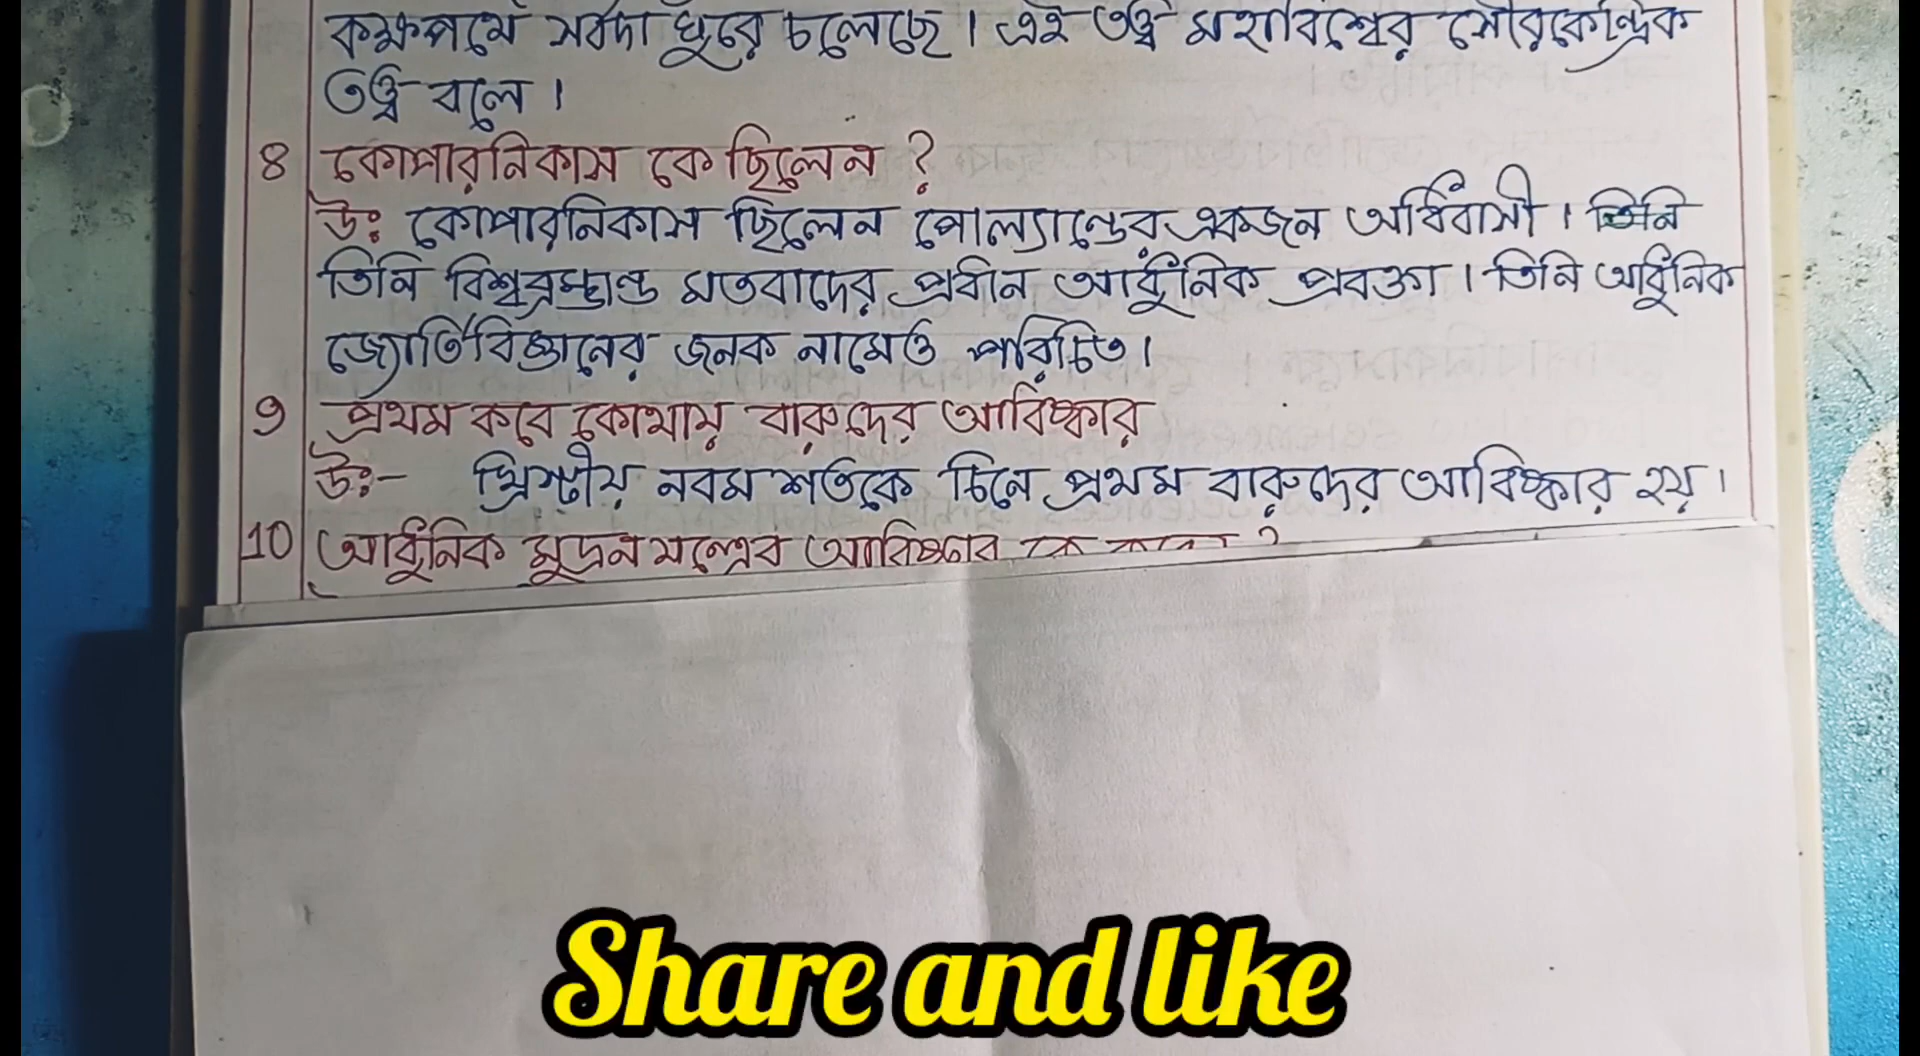 কক্ষপথে সর্বদা ঘুরে চলেছে। এই তত্ত্ব মহাবিশ্বের সৌরকেন্দ্রিক
তত্ত্ব বলে।
8 কোপারনিকাস কে ছিলেন?
উঃ কোপারনিকাস ছিলেন পোল্যাণ্ডের একজন অধিবাসী। তিনি
তিনি বিশ্বব্রহ্মাণ্ড মতবাদের প্রবীন আধুনিক প্রবক্তা। তিনি আধুনিক
জ্যোতির্বিজ্ঞানের জনক নামেও পরিচিত।
9 প্রথম কবে কোথায় বারুদের আবিষ্কার
উঃ- খ্রিস্টীয় নবম শতকে চিনে প্রথম বারুদের আবিষ্কার হয়।
10 আধুনিক মুদ্রন যন্ত্রের আবিষ্কার কে
Share and like